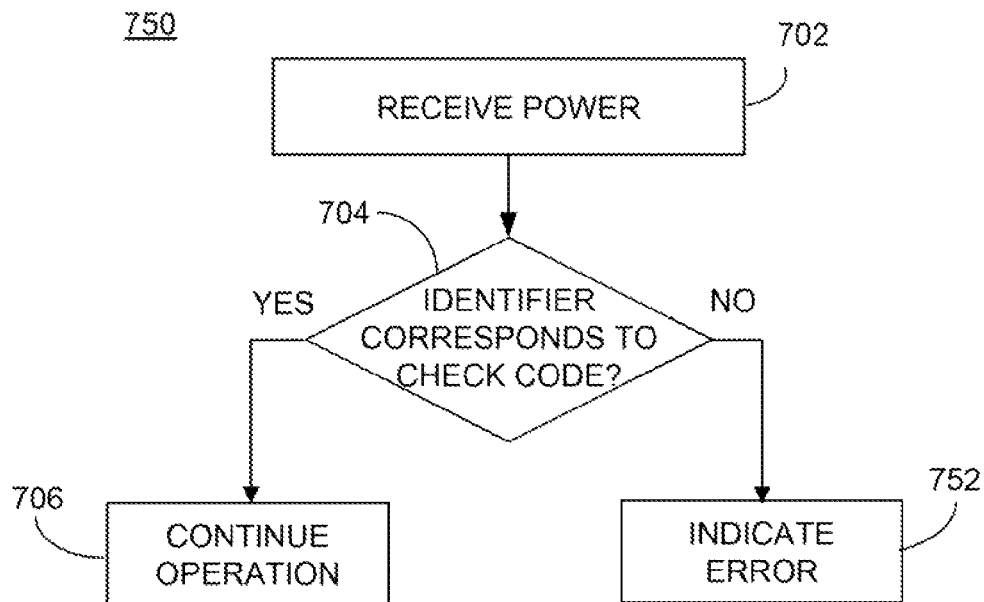 750
702
RECEIVE POWER
704
YES
IDENTIFIER
CORRESPONDS TO
CHECK CODE?
NO
706
CONTINUE
OPERATION
752
INDICATE
ERROR